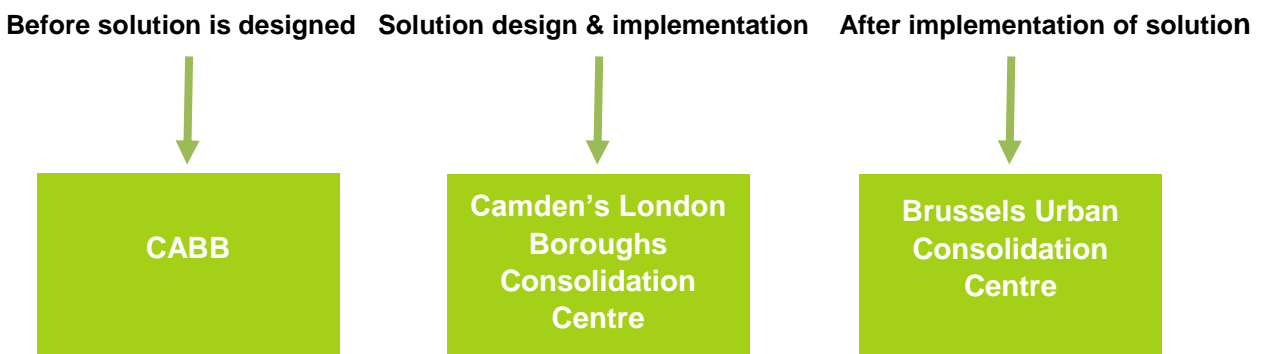 Before solution is designed
Solution design & implementation
After implementation of solution
CABB
Camden’s London
Boroughs
Consolidation
Centre
Brussels Urban
Consolidation
Centre